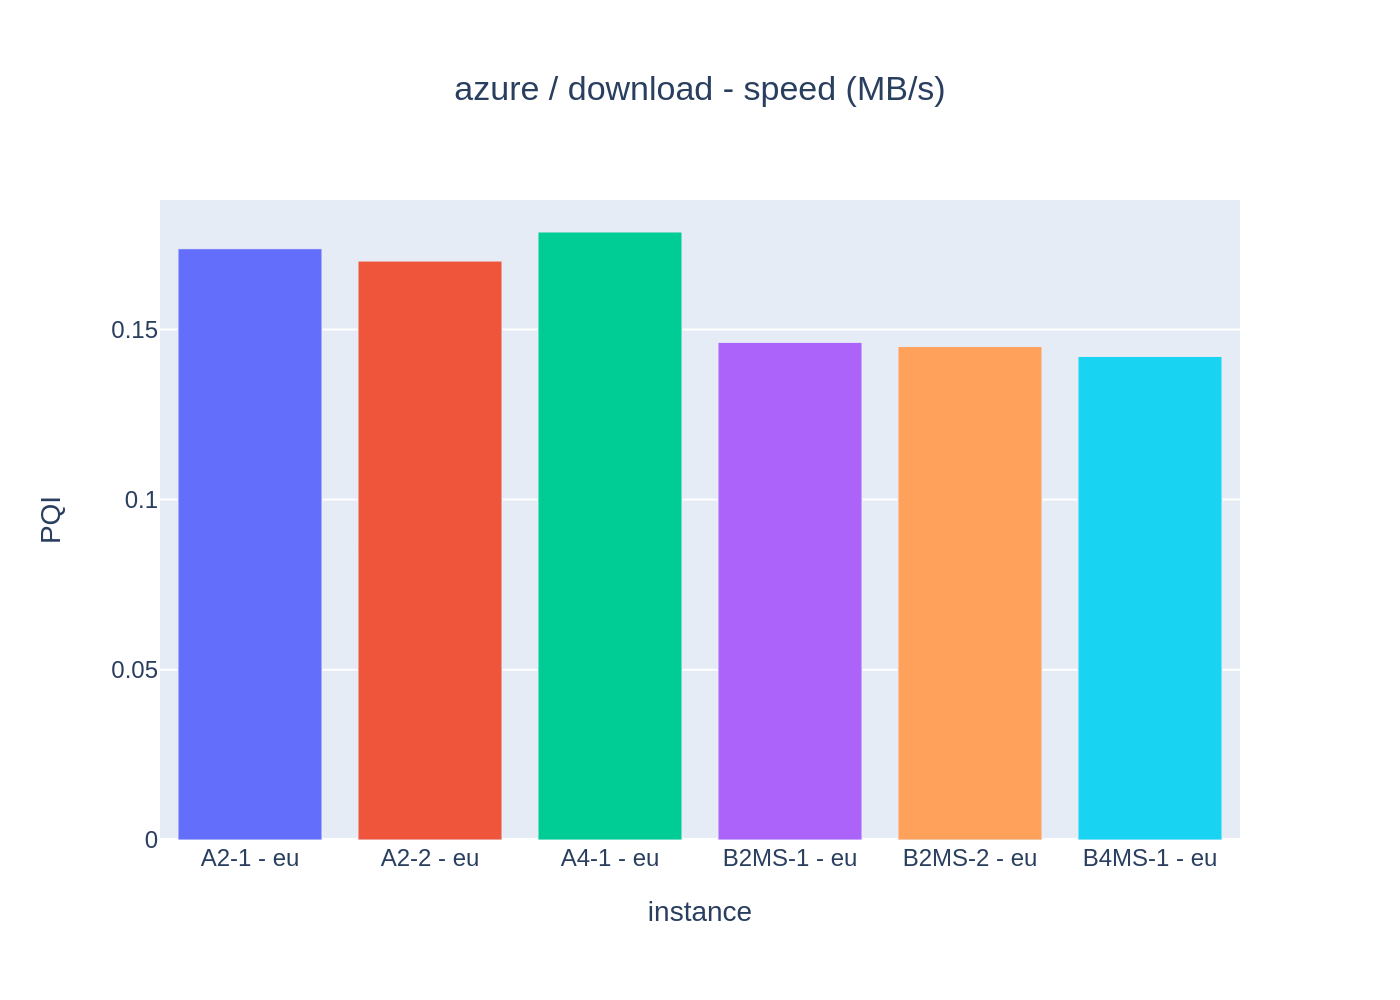 azure / download - speed (MB/s)
0.15
0.1
0.05
0
PQI
A2-1 - eu
A2-2 - eu
A4-1 - eu
B2MS-1 - eu
B2MS-2 - eu
B4MS-1 - eu
instance